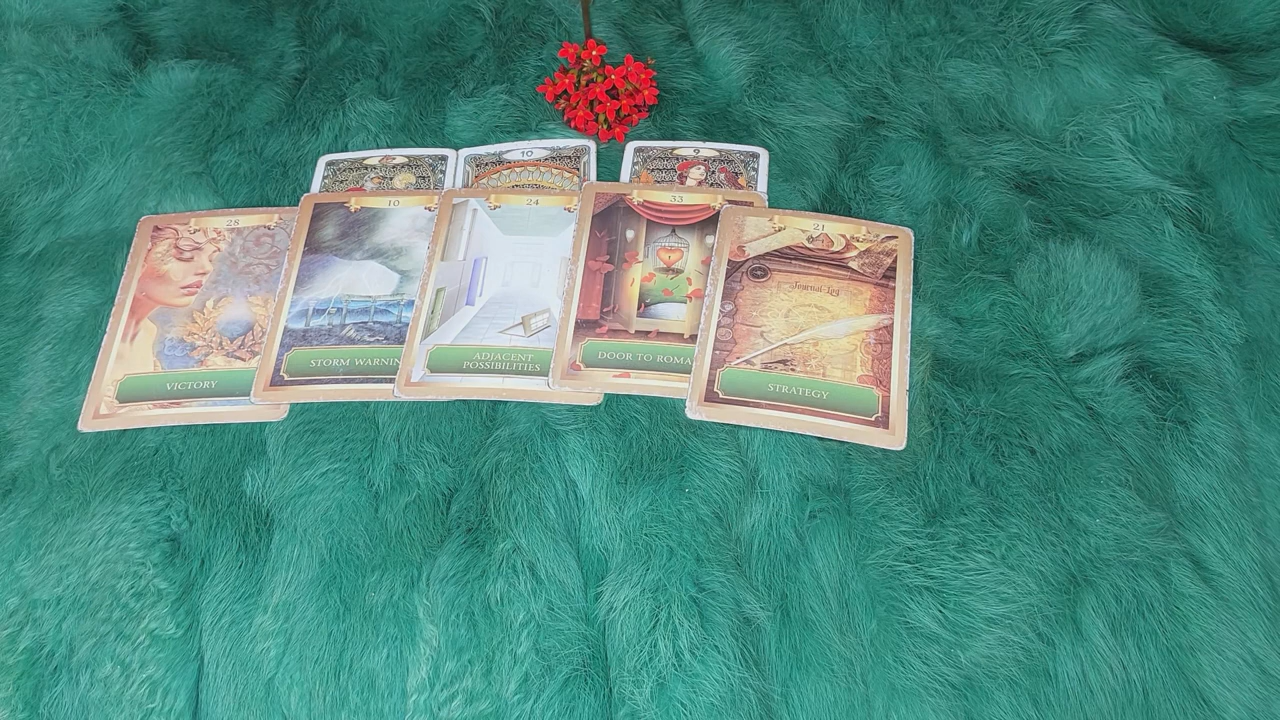 10
9
28
10
24
33
21
Journal Log
VICTORY
STORM WARNIN
ADJACENT
POSSIBILITIES
DOOR TO ROMA
STRATEGY